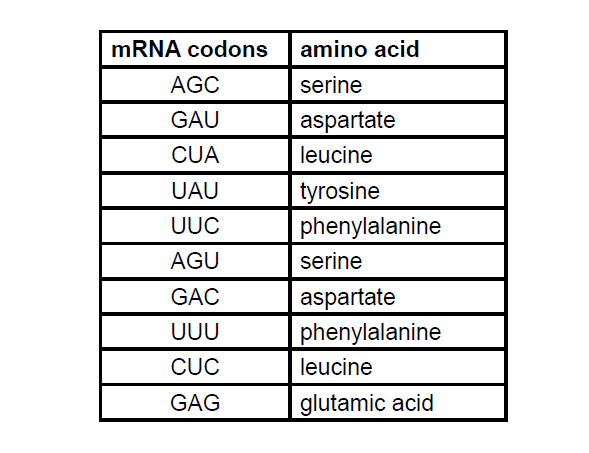 mRNA codons amino acid
AGC serine
GAU aspartate
CUA leucine
UAU tyrosine
UUC phenylalanine
AGU serine
GAC aspartate
UUU phenylalanine
CUC leucine
GAG glutamic acid